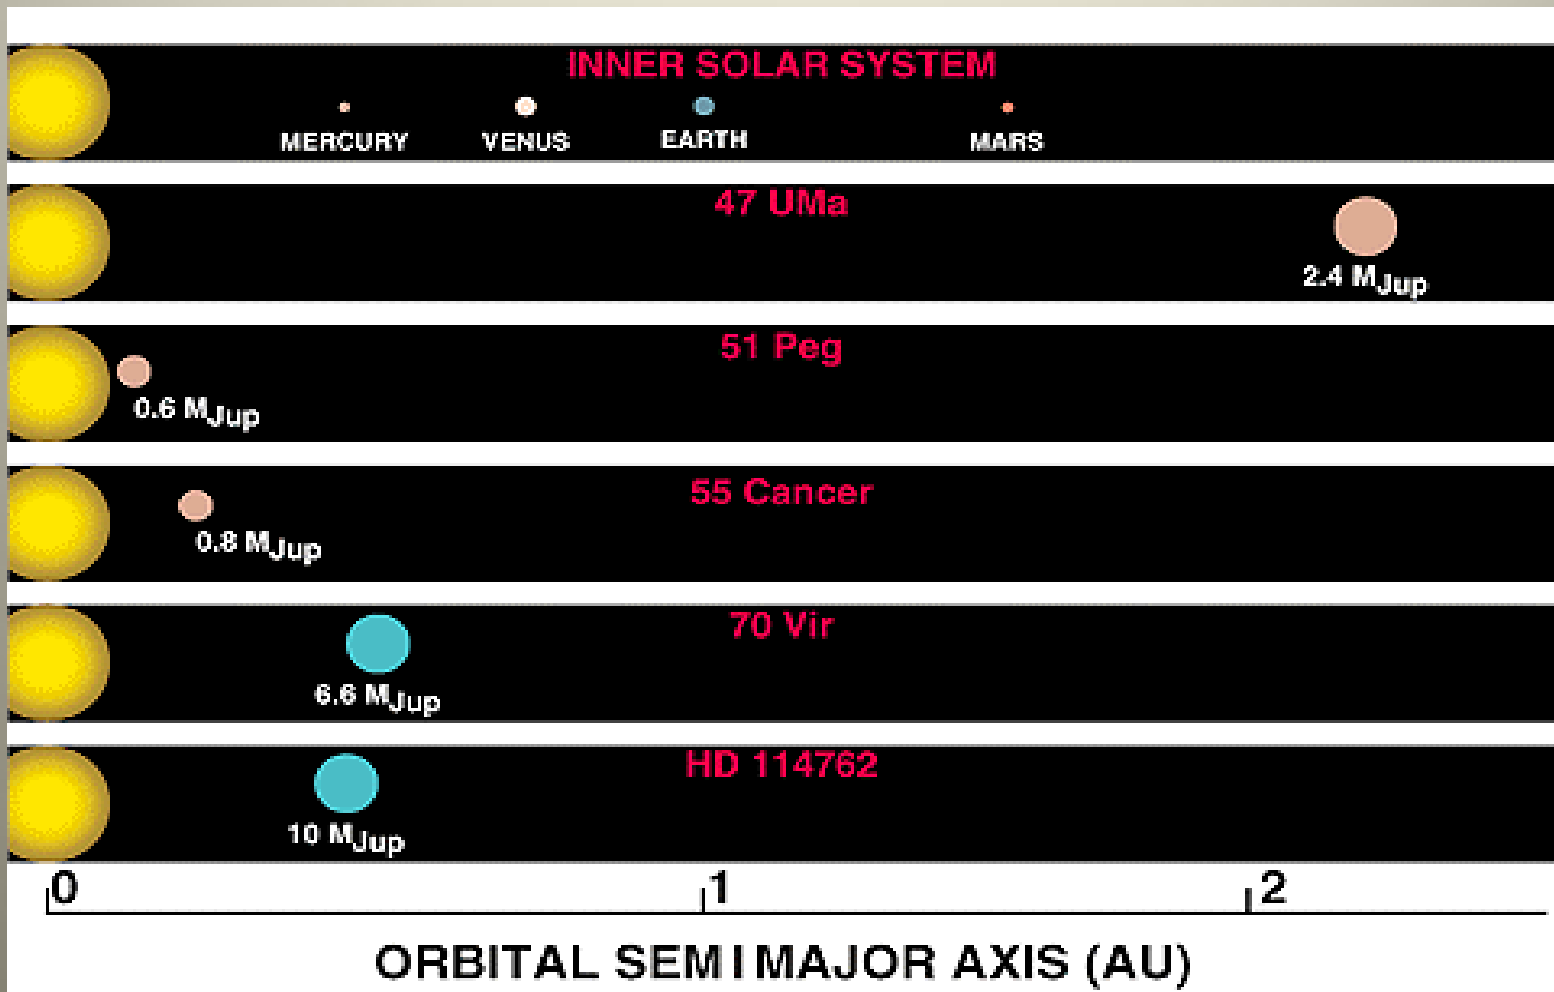 INNER SOLAR SYSTEM
MERCURY VENUS EARTH MARS
47 UMa
2.4 MJup
51 Peg
0.6 MJup
55 Cancer
0.8 MJup
70 Vir
6.6 MJup
HD 114762
10 MJup
0 1 2
ORBITAL SEMIMAJOR AXIS (AU)